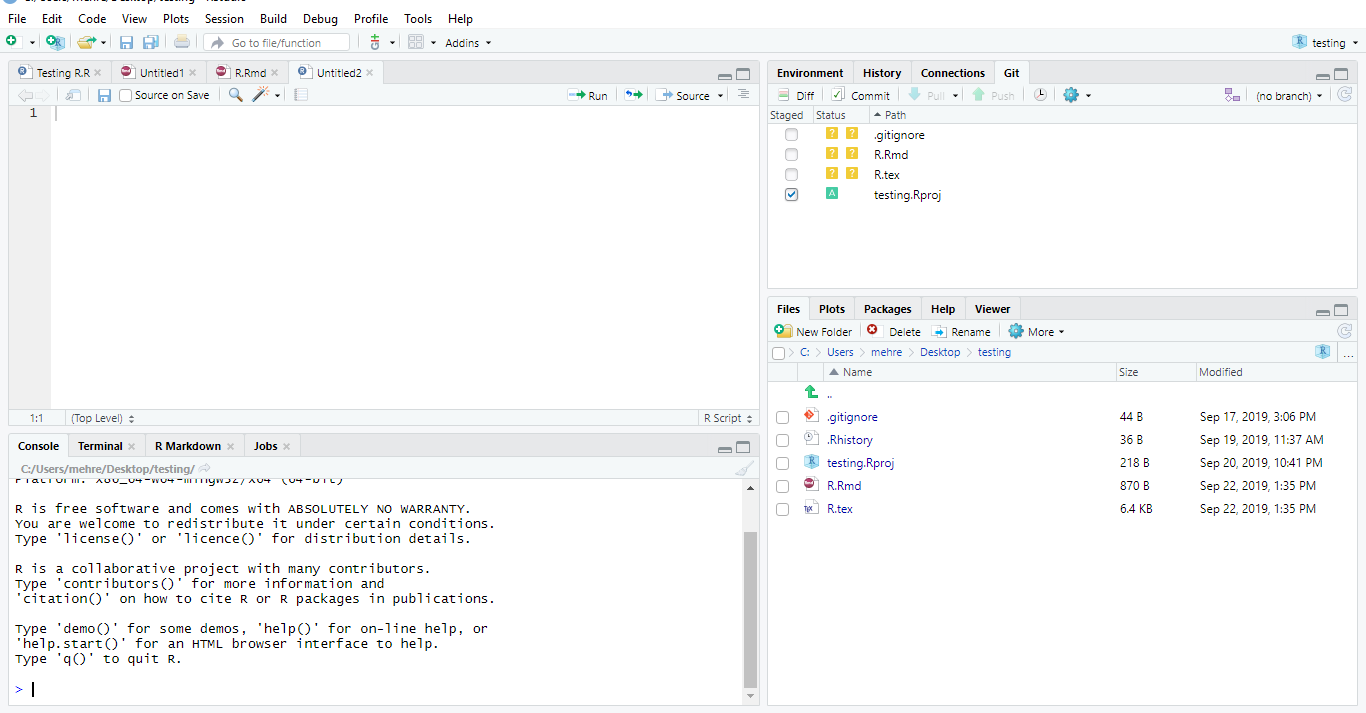 File Edit Code View Plots Session Build Debug Profile Tools Help
Go to file/function Addins testing
Testing R.R Untitled1 R.Rmd Untitled2
Source on Save Run Source
1
1:1 (Top Level) R Script
Console Terminal R Markdown Jobs
C:/Users/mehre/Desktop/testing/
Platform: x86_64-w64-mingw32/x64 (64-bit)
R is free software and comes with ABSOLUTELY NO WARRANTY.
You are welcome to redistribute it under certain conditions.
Type 'license()' or 'licence()' for distribution details.
R is a collaborative project with many contributors.
Type 'contributors()' for more information and
'citation()' on how to cite R or R packages in publications.
Type 'demo()' for some demos, 'help()' for on-line help, or
'help.start()' for an HTML browser interface to help.
Type 'q()' to quit R.
>
Environment History Connections Git
Diff Commit Pull Push (no branch)
Staged Status Path
? ? .gitignore
? ? R.Rmd
? ? R.tex
A testing.Rproj
Files Plots Packages Help Viewer
New Folder Delete Rename More
C: Users mehre Desktop testing ...
Name Size Modified
..
.gitignore 44 B Sep 17, 2019, 3:06 PM
.Rhistory 36 B Sep 19, 2019, 11:37 AM
testing.Rproj 218 B Sep 20, 2019, 10:41 PM
R.Rmd 870 B Sep 22, 2019, 1:35 PM
R.tex 6.4 KB Sep 22, 2019, 1:35 PM